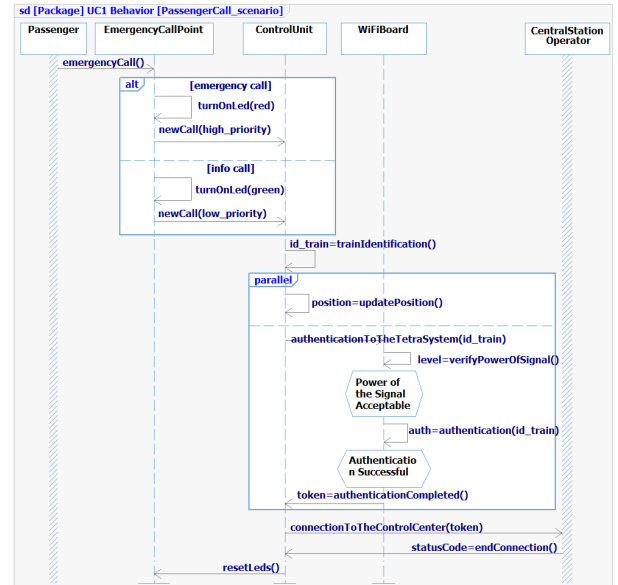 sd [Package] UC1 Behavior [PassengerCall_scenario]
Passenger
EmergencyCallPoint
ControlUnit
WiFiBoard
CentralStation
Operator
emergencyCall()
alt
[emergency call]
turnOnLed(red)
newCall(high_priority)
[info call]
turnOnLed(green)
newCall(low_priority)
id_train=trainIdentification()
parallel
position=updatePosition()
authenticationToTheTetraSystem(id_train)
level=verifyPowerOfSignal()
Power of
the Signal
Acceptable
auth=authentication(id_train)
Authenticatio
n Successful
token=authenticationCompleted()
connectionToTheControlCenter(token)
statusCode=endConnection()
resetLeds()